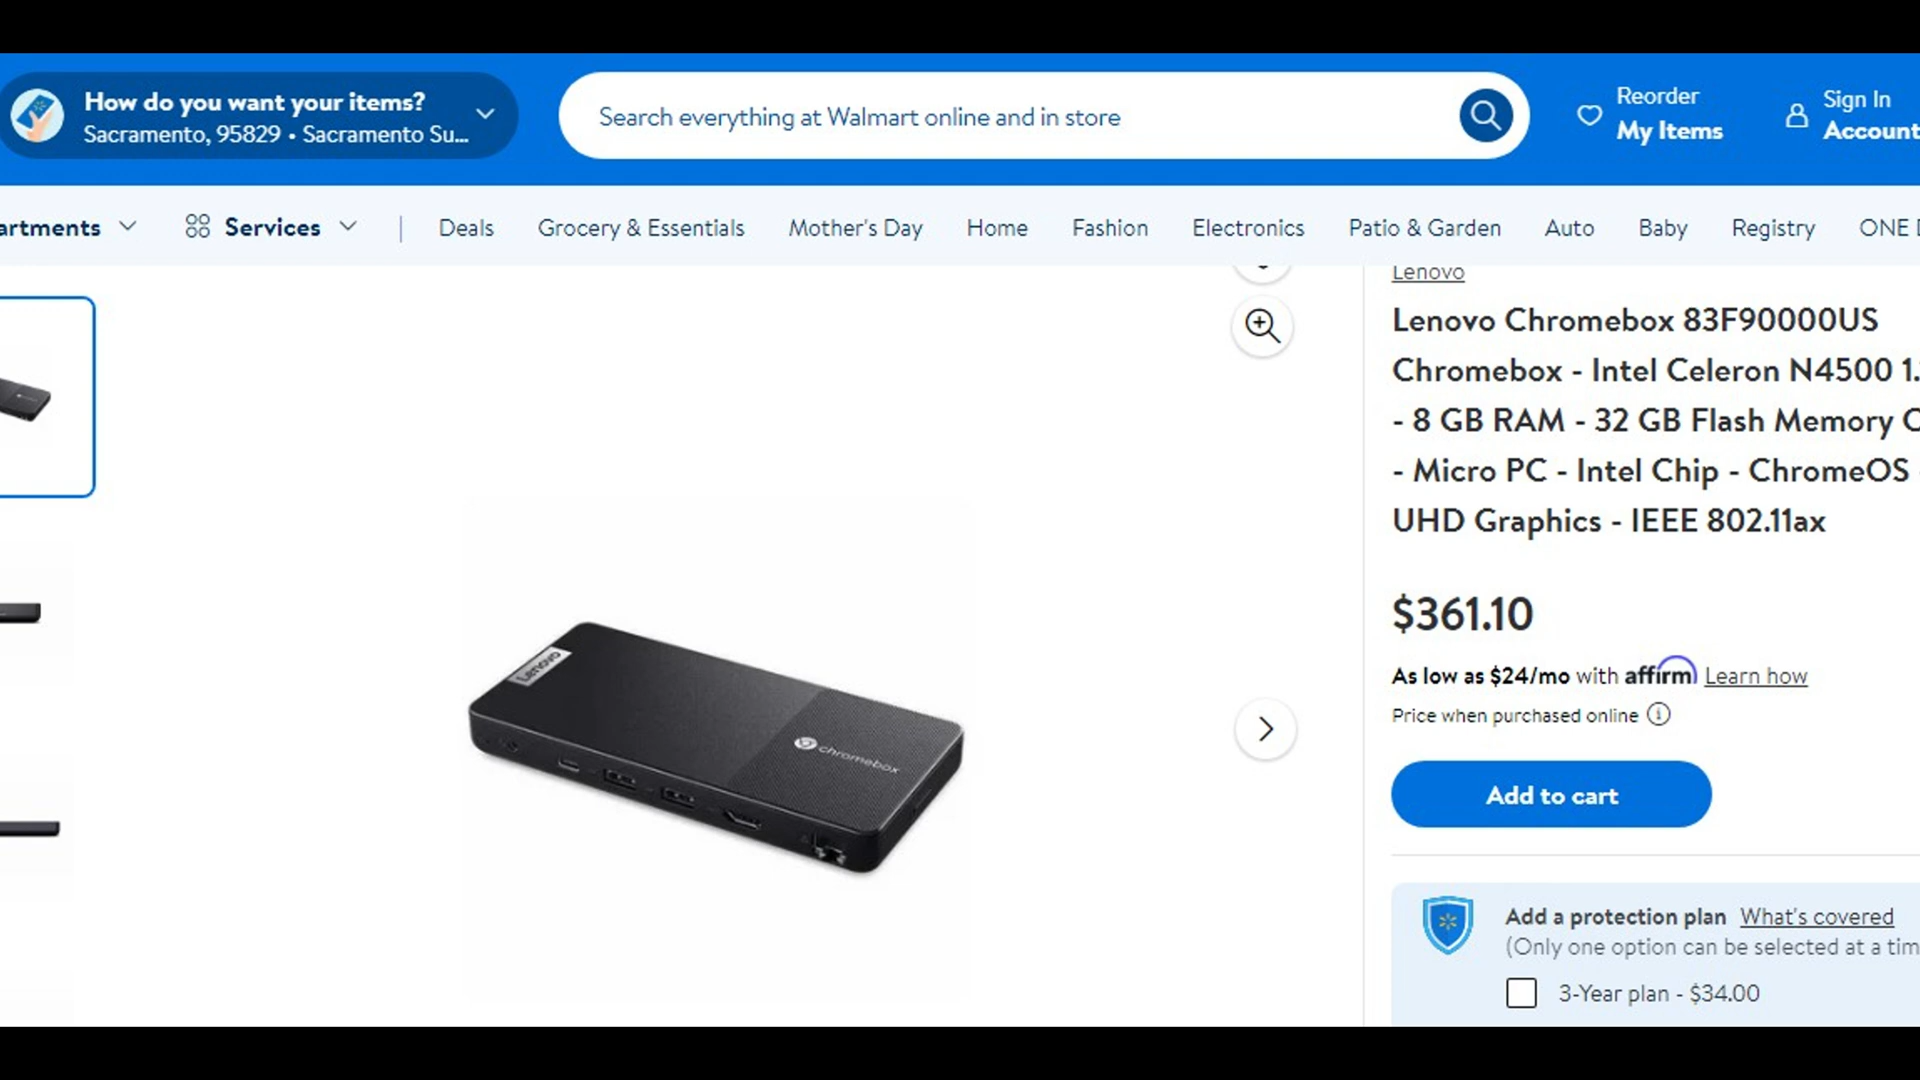 How do you want your items?
Sacramento, 95829 • Sacramento Su...
Search everything at Walmart online and in store
Reorder
My Items
Sign In
Account
Services
Deals
Grocery & Essentials
Mother's Day
Home
Fashion
Electronics
Patio & Garden
Auto
Baby
Registry
ONE
Lenovo
Lenovo Chromebox 83F90000US
Chromebox - Intel Celeron N4500 1.
- 8 GB RAM - 32 GB Flash Memory
- Micro PC - Intel Chip - ChromeOS
UHD Graphics - IEEE 802.11ax
$361.10
As low as $24/mo with affirm Learn how
Price when purchased online
Add to cart
Add a protection plan What's covered
(Only one option can be selected at a
3-Year plan - $34.00
Lenovo
chromebox